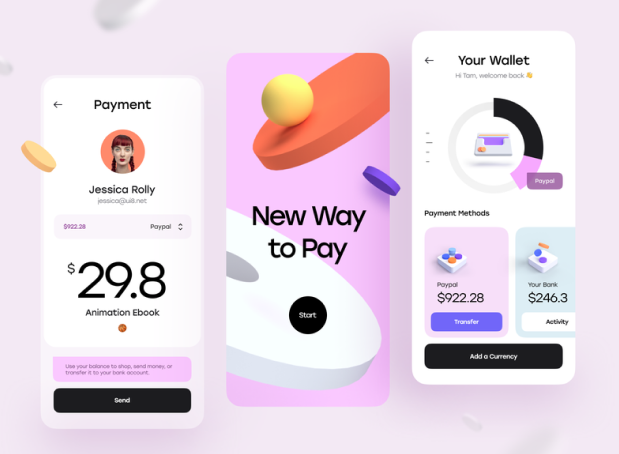 Payment
Jessica Rolly
jessica@ui8.net
$922.28
Paypal
$29.8
Animation Ebook
Use your balance to shop, send money, or
transfer it to your bank account.
Send
New Way
to Pay
Start
Your Wallet
Hi Tam, welcome back 👋
Paypal
Payment Methods
Paypal
$922.28
Transfer
Your Bank
$246.3
Activity
Add a Currency